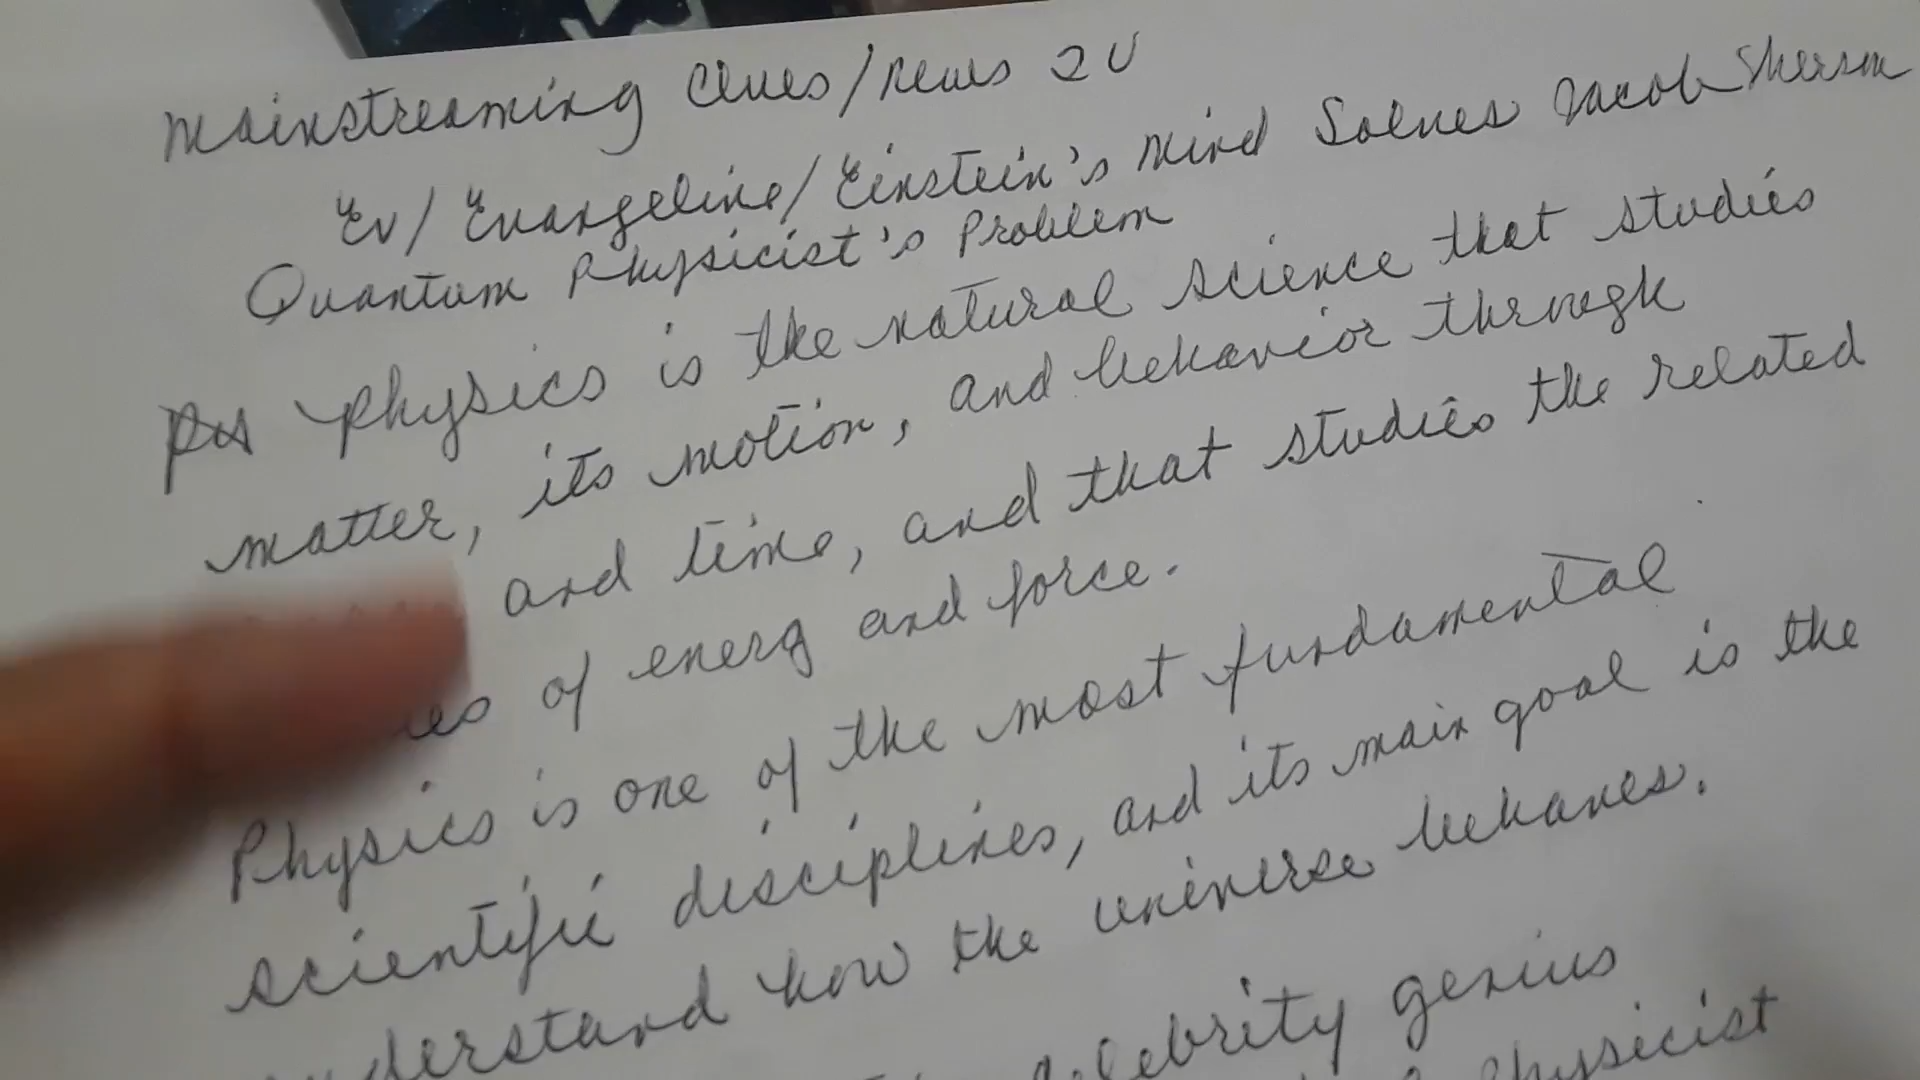 Mainstreaming Clues/News 2U
Ev/Evangeline/Einstein's Mind Solves Jacob
Quantum Physicist's Problem
Physics is the natural science that studies
matter, its motion, and behavior through
and time, and that studies the related
of energ and force.
Physics is one of the most fundamental
scientific disciplines, and its main goal is the
understand how the universe behaves.
celebrity genius
Physicist